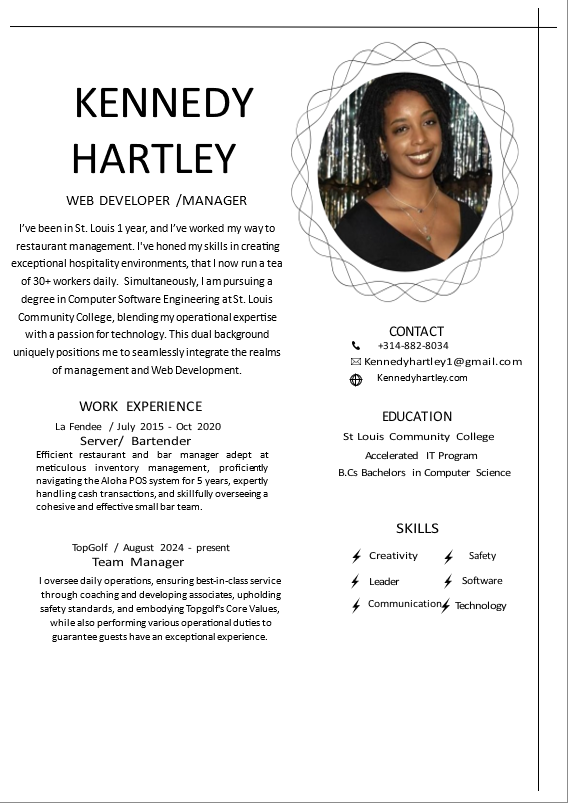 KENNEDY
HARTLEY
WEB DEVELOPER /MANAGER
I've been in St. Louis 1 year, and I've worked my way to
restaurant management. I've honed my skills in creating
exceptional hospitality environments, that I now run a tea
of 30+ workers daily. Simultaneously, I am pursuing a
degree in Computer Software Engineering at St. Louis
Community College, blending my operational expertise
with a passion for technology. This dual background
uniquely positions me to seamlessly integrate the realms
of management and Web Development.
WORK EXPERIENCE
La Fendee / July 2015 - Oct 2020
Server/ Bartender
Efficient restaurant and bar manager adept at
meticulous inventory management, proficiently
navigating the Aloha POS system for 5 years, expertly
handling cash transactions, and skillfully overseeing a
cohesive and effective small bar team.
TopGolf / August 2024 - present
Team Manager
I oversee daily operations, ensuring best-in-class service
through coaching and developing associates, upholding
safety standards, and embodying Topgolf's Core Values,
while also performing various operational duties to
guarantee guests have an exceptional experience.
CONTACT
+314-882-8034
Kennedyhartley1@gmail.com
Kennedyhartley.com
EDUCATION
St Louis Community College
Accelerated IT Program
B.Cs Bachelors in Computer Science
SKILLS
Creativity Safety
Leader Software
Communication Technology